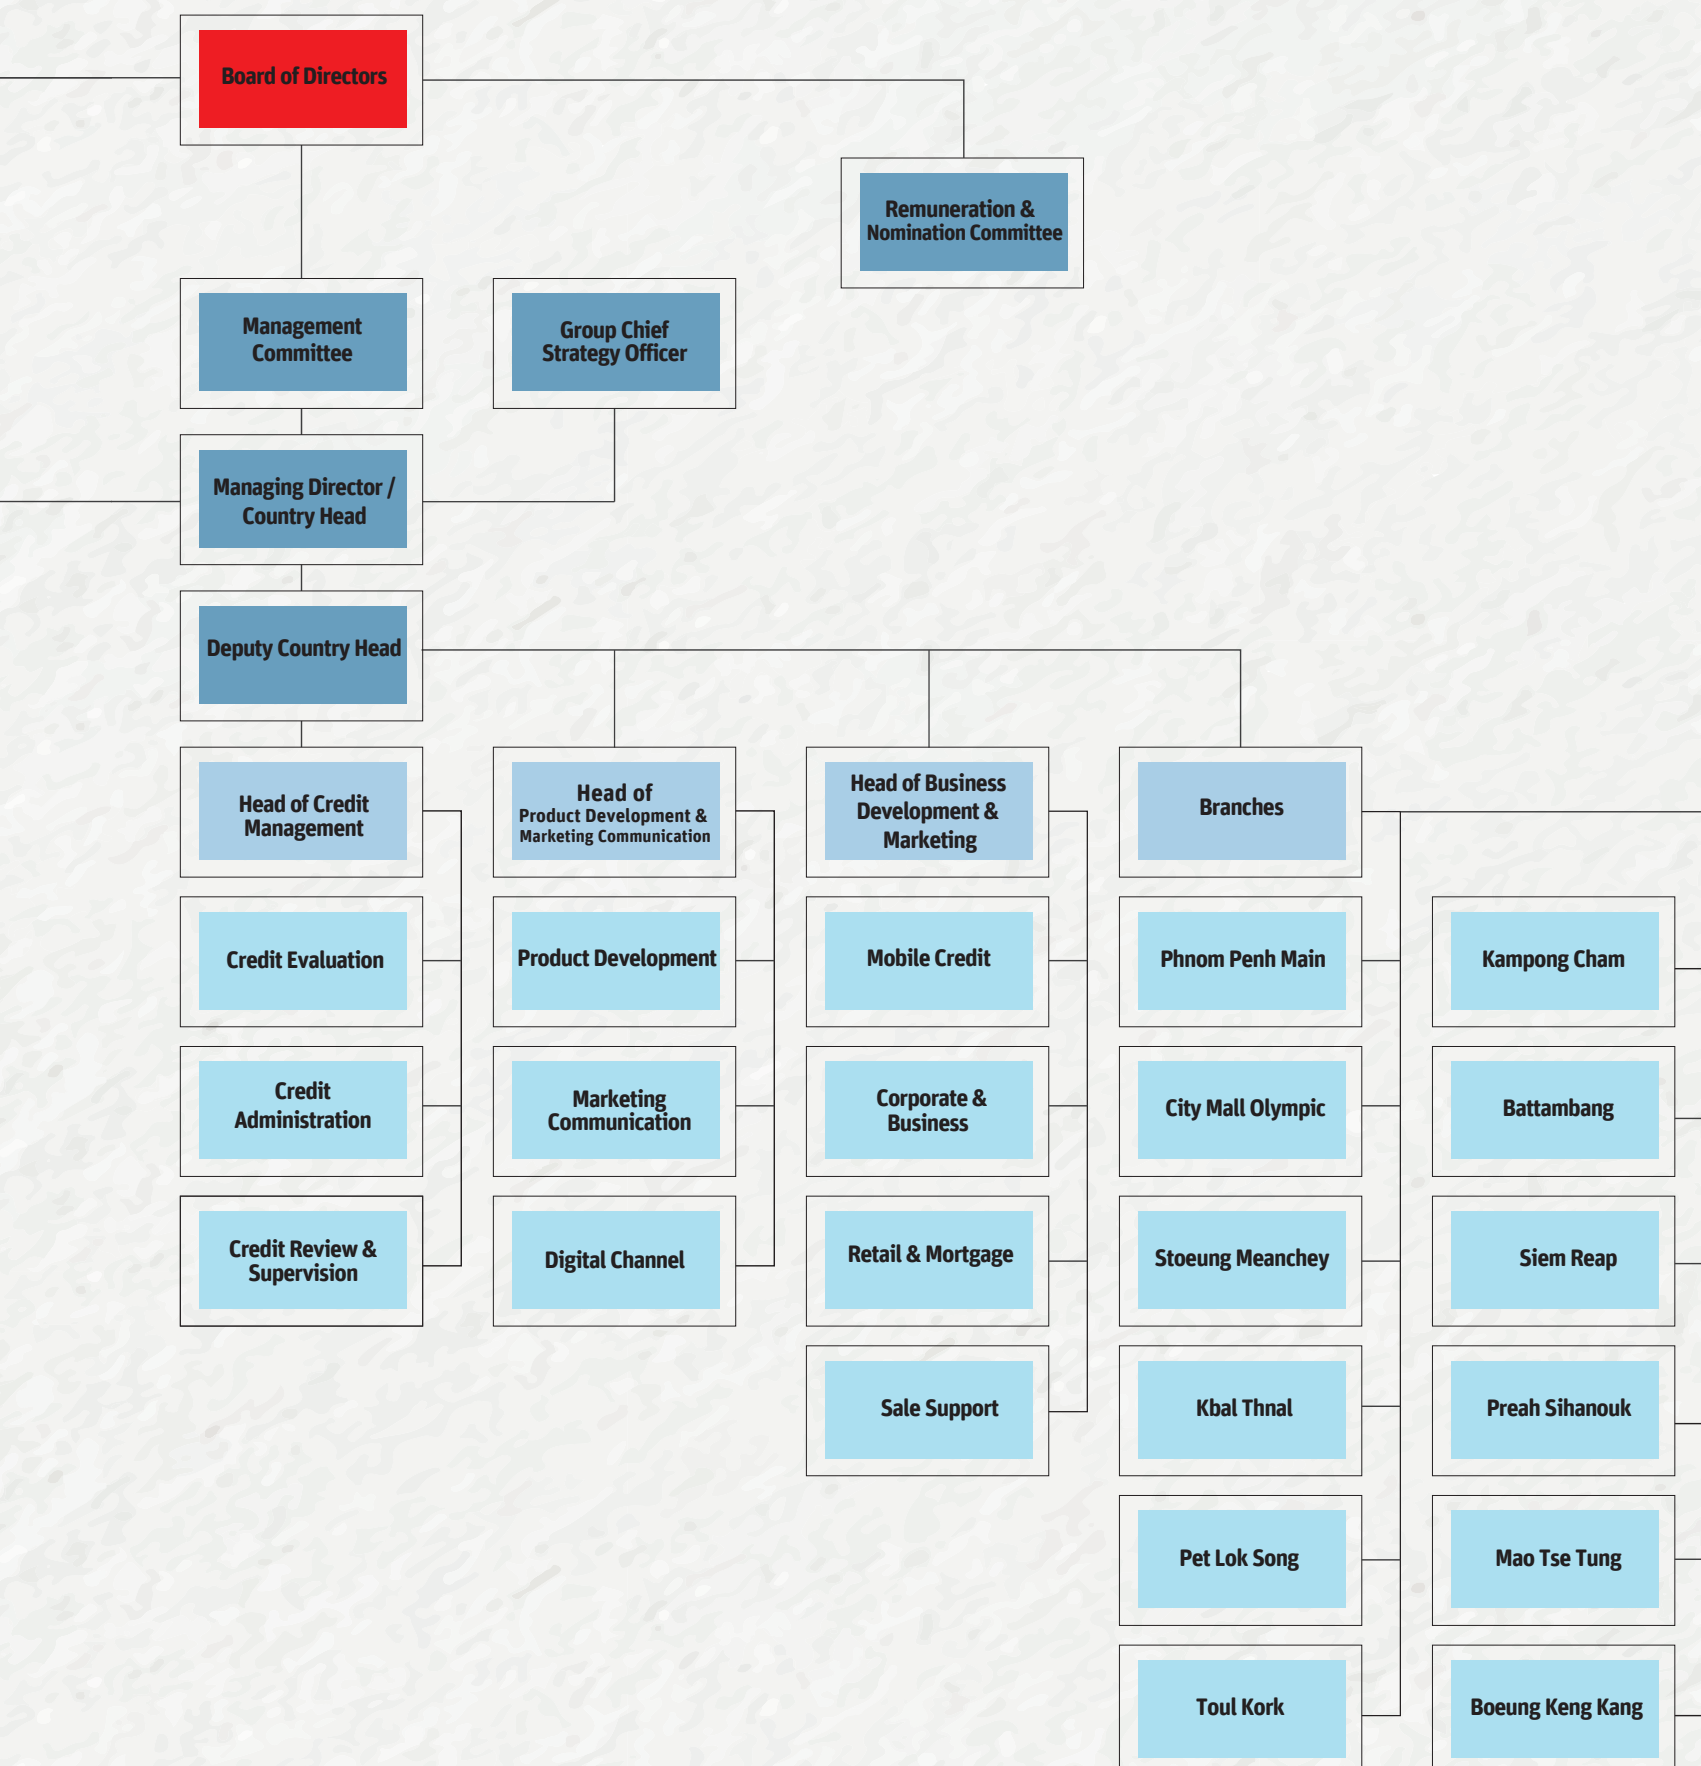 Board of Directors
Remuneration &
Nomination Committee
Management
Committee
Group Chief
Strategy Officer
Managing Director /
Country Head
Deputy Country Head
Head of Credit
Management
Head of
Product Development &
Marketing Communication
Head of Business
Development &
Marketing
Branches
Credit Evaluation
Product Development
Mobile Credit
Phnom Penh Main
Kampong Cham
Credit
Administration
Marketing
Communication
Corporate &
Business
City Mall Olympic
Battambang
Credit Review &
Supervision
Digital Channel
Retail & Mortgage
Stoeung Meanchey
Siem Reap
Sale Support
Kbal Thnal
Preah Sihanouk
Pet Lok Song
Mao Tse Tung
Toul Kork
Boeung Keng Kang